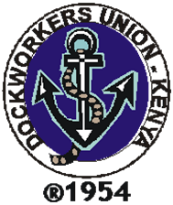 DOCKWORKERS UNION - KENYA
®1954